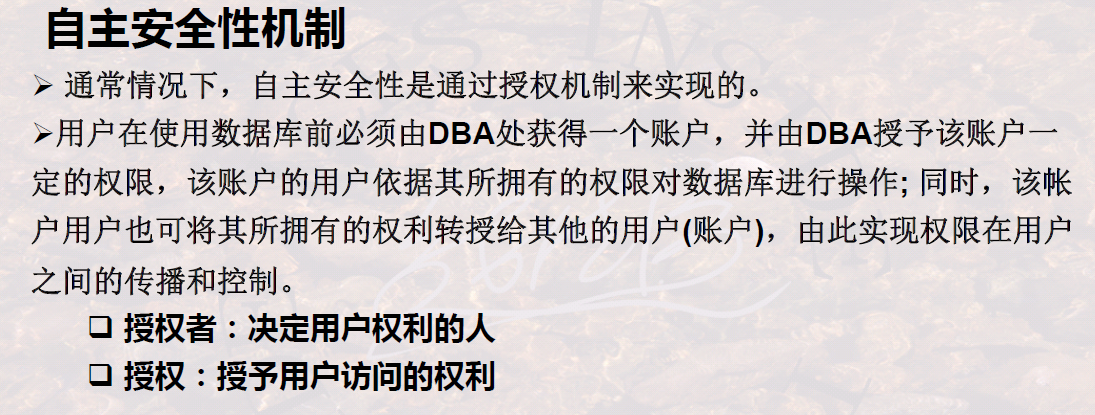 自主安全性机制
➢ 通常情况下，自主安全性是通过授权机制来实现的。
➢用户在使用数据库前必须由DBA处获得一个账户，并由DBA授予该账户一
定的权限，该账户的用户依据其所拥有的权限对数据库进行操作; 同时，该帐
户用户也可将其所拥有的权利转授给其他的用户(账户)，由此实现权限在用户
之间的传播和控制。
❑ 授权者：决定用户权利的人
❑ 授权：授予用户访问的权利